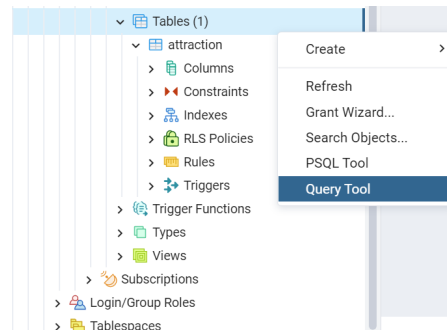 Tables (1)
attraction
Columns
Constraints
Indexes
RLS Policies
Rules
Triggers
Trigger Functions
Types
Views
Subscriptions
Login/Group Roles
Tablespaces
Create
Refresh
Grant Wizard...
Search Objects...
PSQL Tool
Query Tool